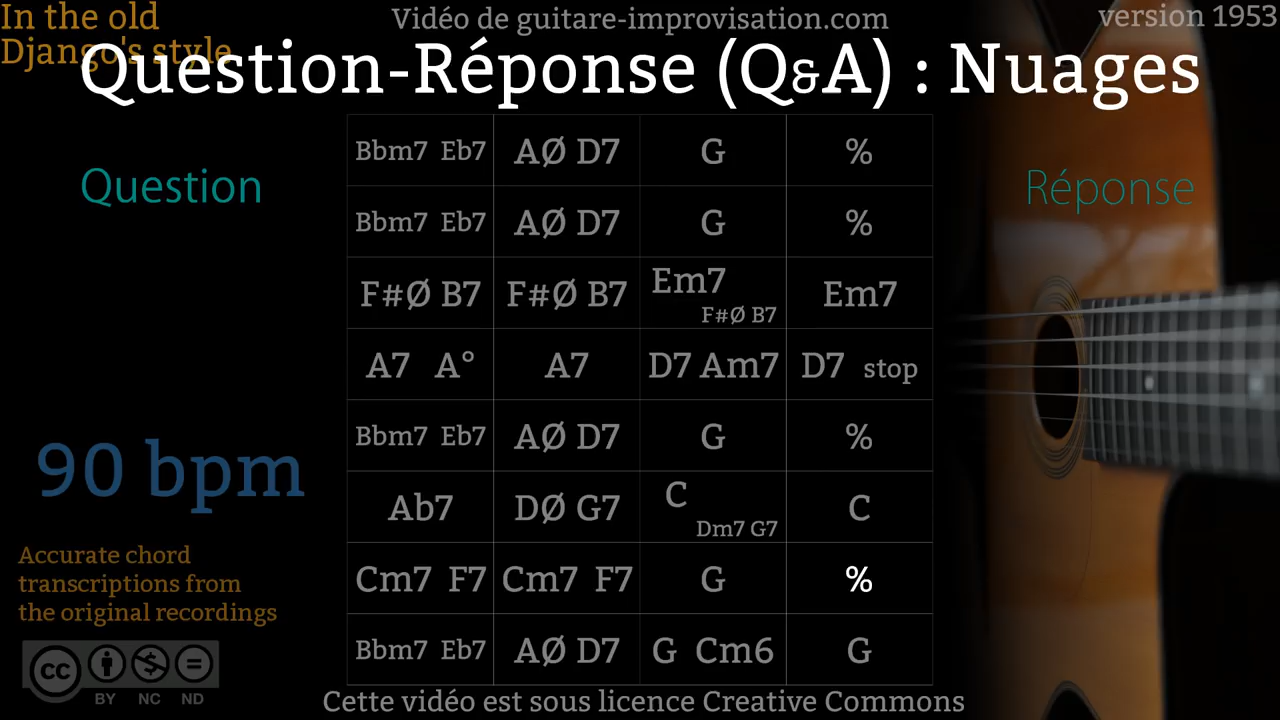 In the old
Django's style
Vidéo de guitare-improvisation.com
version 1953
Question-Réponse (Q&A) : Nuages
Question
Réponse
Bbm7 Eb7 AØ D7 G %
Bbm7 Eb7 AØ D7 G %
F#Ø B7 F#Ø B7 Em7 F#Ø B7 Em7
A7 A° A7 D7 Am7 D7 stop
Bbm7 Eb7 AØ D7 G %
Ab7 DØ G7 C Dm7 G7 C
Cm7 F7 Cm7 F7 G %
Bbm7 Eb7 AØ D7 G Cm6 G
90 bpm
Accurate chord
transcriptions from
the original recordings
cc
BY NC ND
Cette vidéo est sous licence Creative Commons